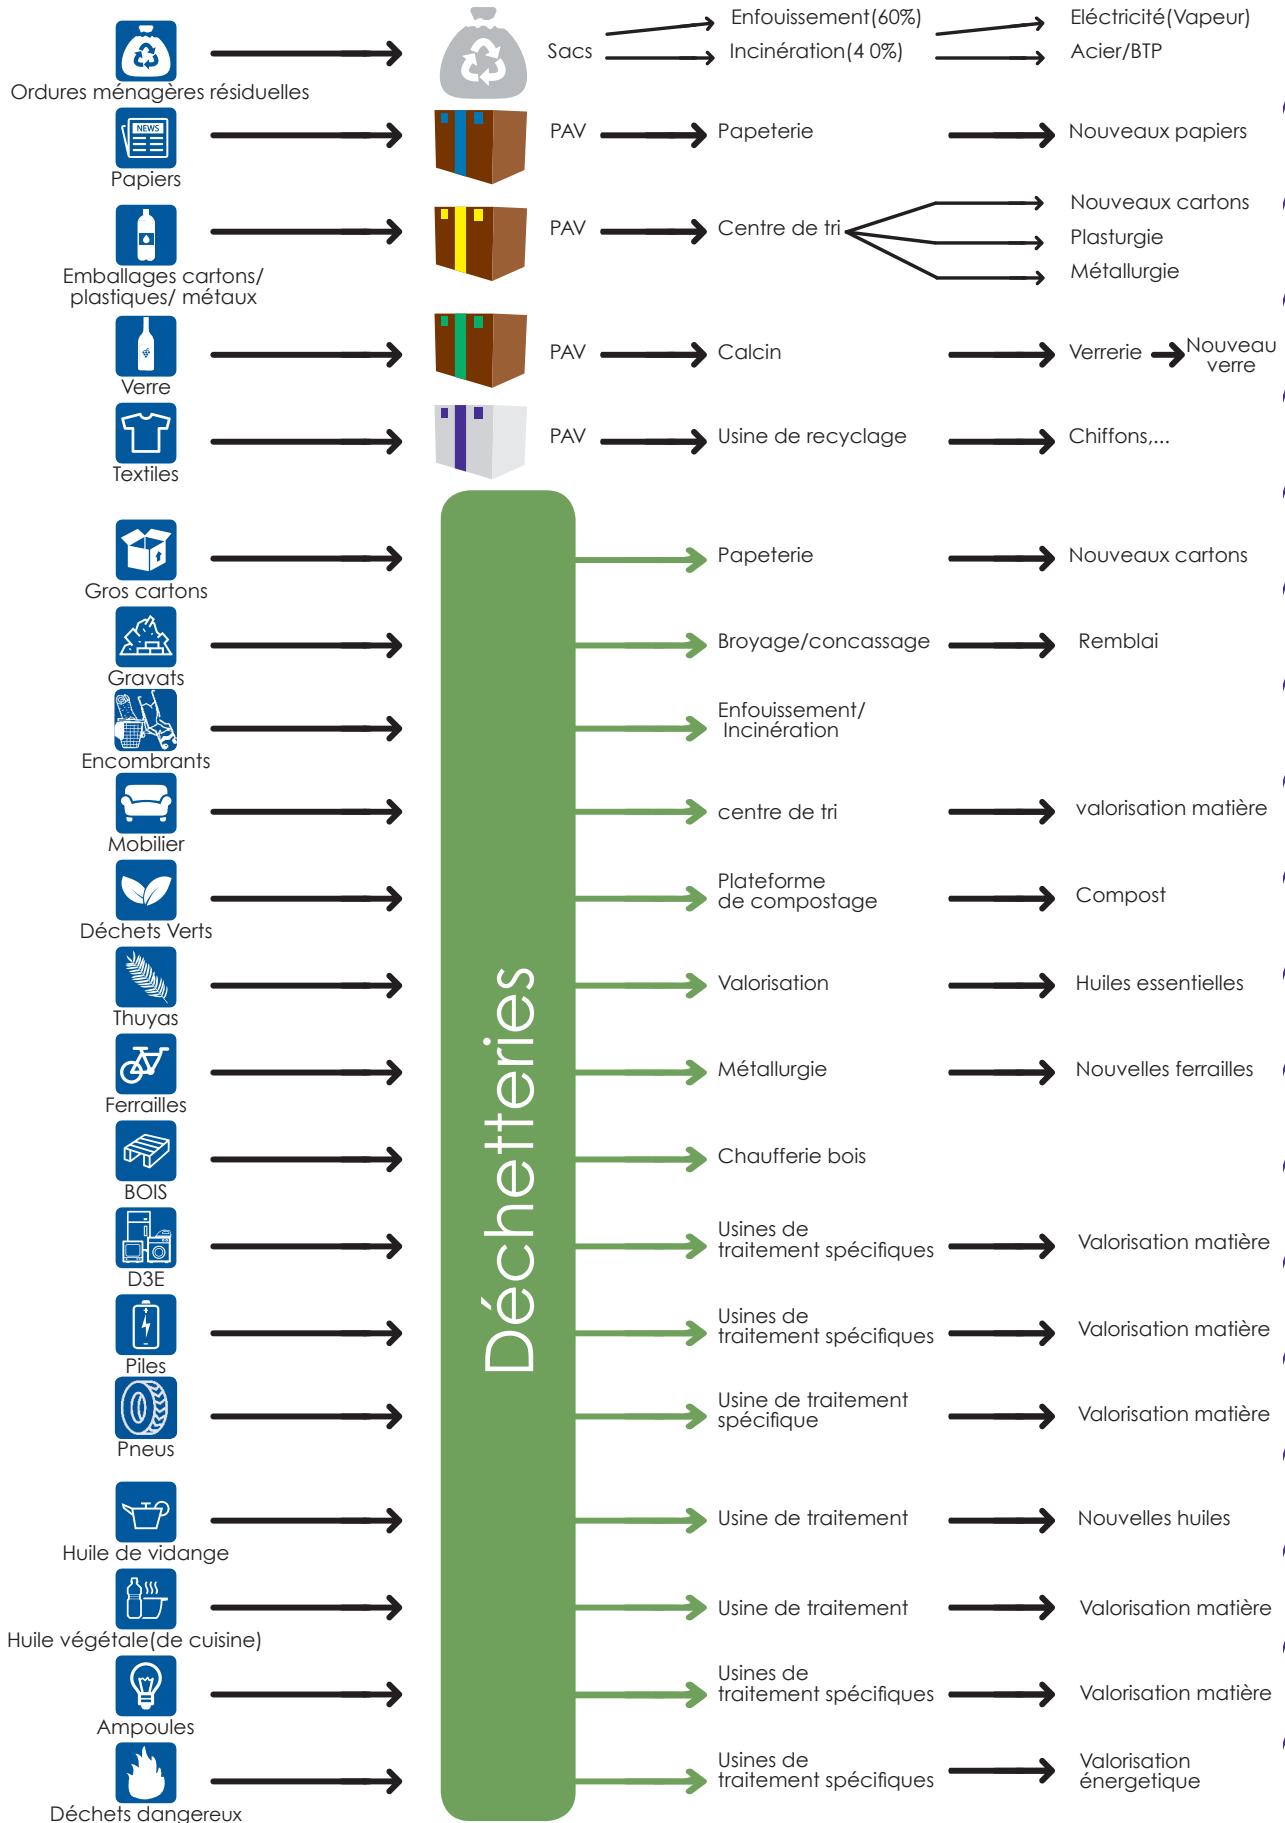 Ordures ménagères résiduelles
Sacs
Enfouissement(60%)
Incinération(4 0%)
Eléctricité(Vapeur)
Acier/BTP
NEWS
Papiers
PAV
Papeterie
Nouveaux papiers
Emballages cartons/
plastiques/ métaux
PAV
Centre de tri
Nouveaux cartons
Plasturgie
Métallurgie
Verre
PAV
Calcin
Verrerie
Nouveau
verre
Textiles
PAV
Usine de recyclage
Chiffons,...
Déchetteries
Gros cartons
Papeterie
Nouveaux cartons
Gravats
Broyage/concassage
Remblai
Encombrants
Enfouissement/
Incinération
Mobilier
centre de tri
valorisation matière
Déchets Verts
Plateforme
de compostage
Compost
Thuyas
Valorisation
Huiles essentielles
Ferrailles
Métallurgie
Nouvelles ferrailles
BOIS
Chaufferie bois
D3E
Usines de
traitement spécifiques
Valorisation matière
Piles
Usines de
traitement spécifiques
Valorisation matière
Pneus
Usine de traitement
spécifique
Valorisation matière
Huile de vidange
Usine de traitement
Nouvelles huiles
Huile végétale(de cuisine)
Usine de traitement
Valorisation matière
Ampoules
Usines de
traitement spécifiques
Valorisation matière
Déchets dangereux
Usines de
traitement spécifiques
Valorisation
énergetique